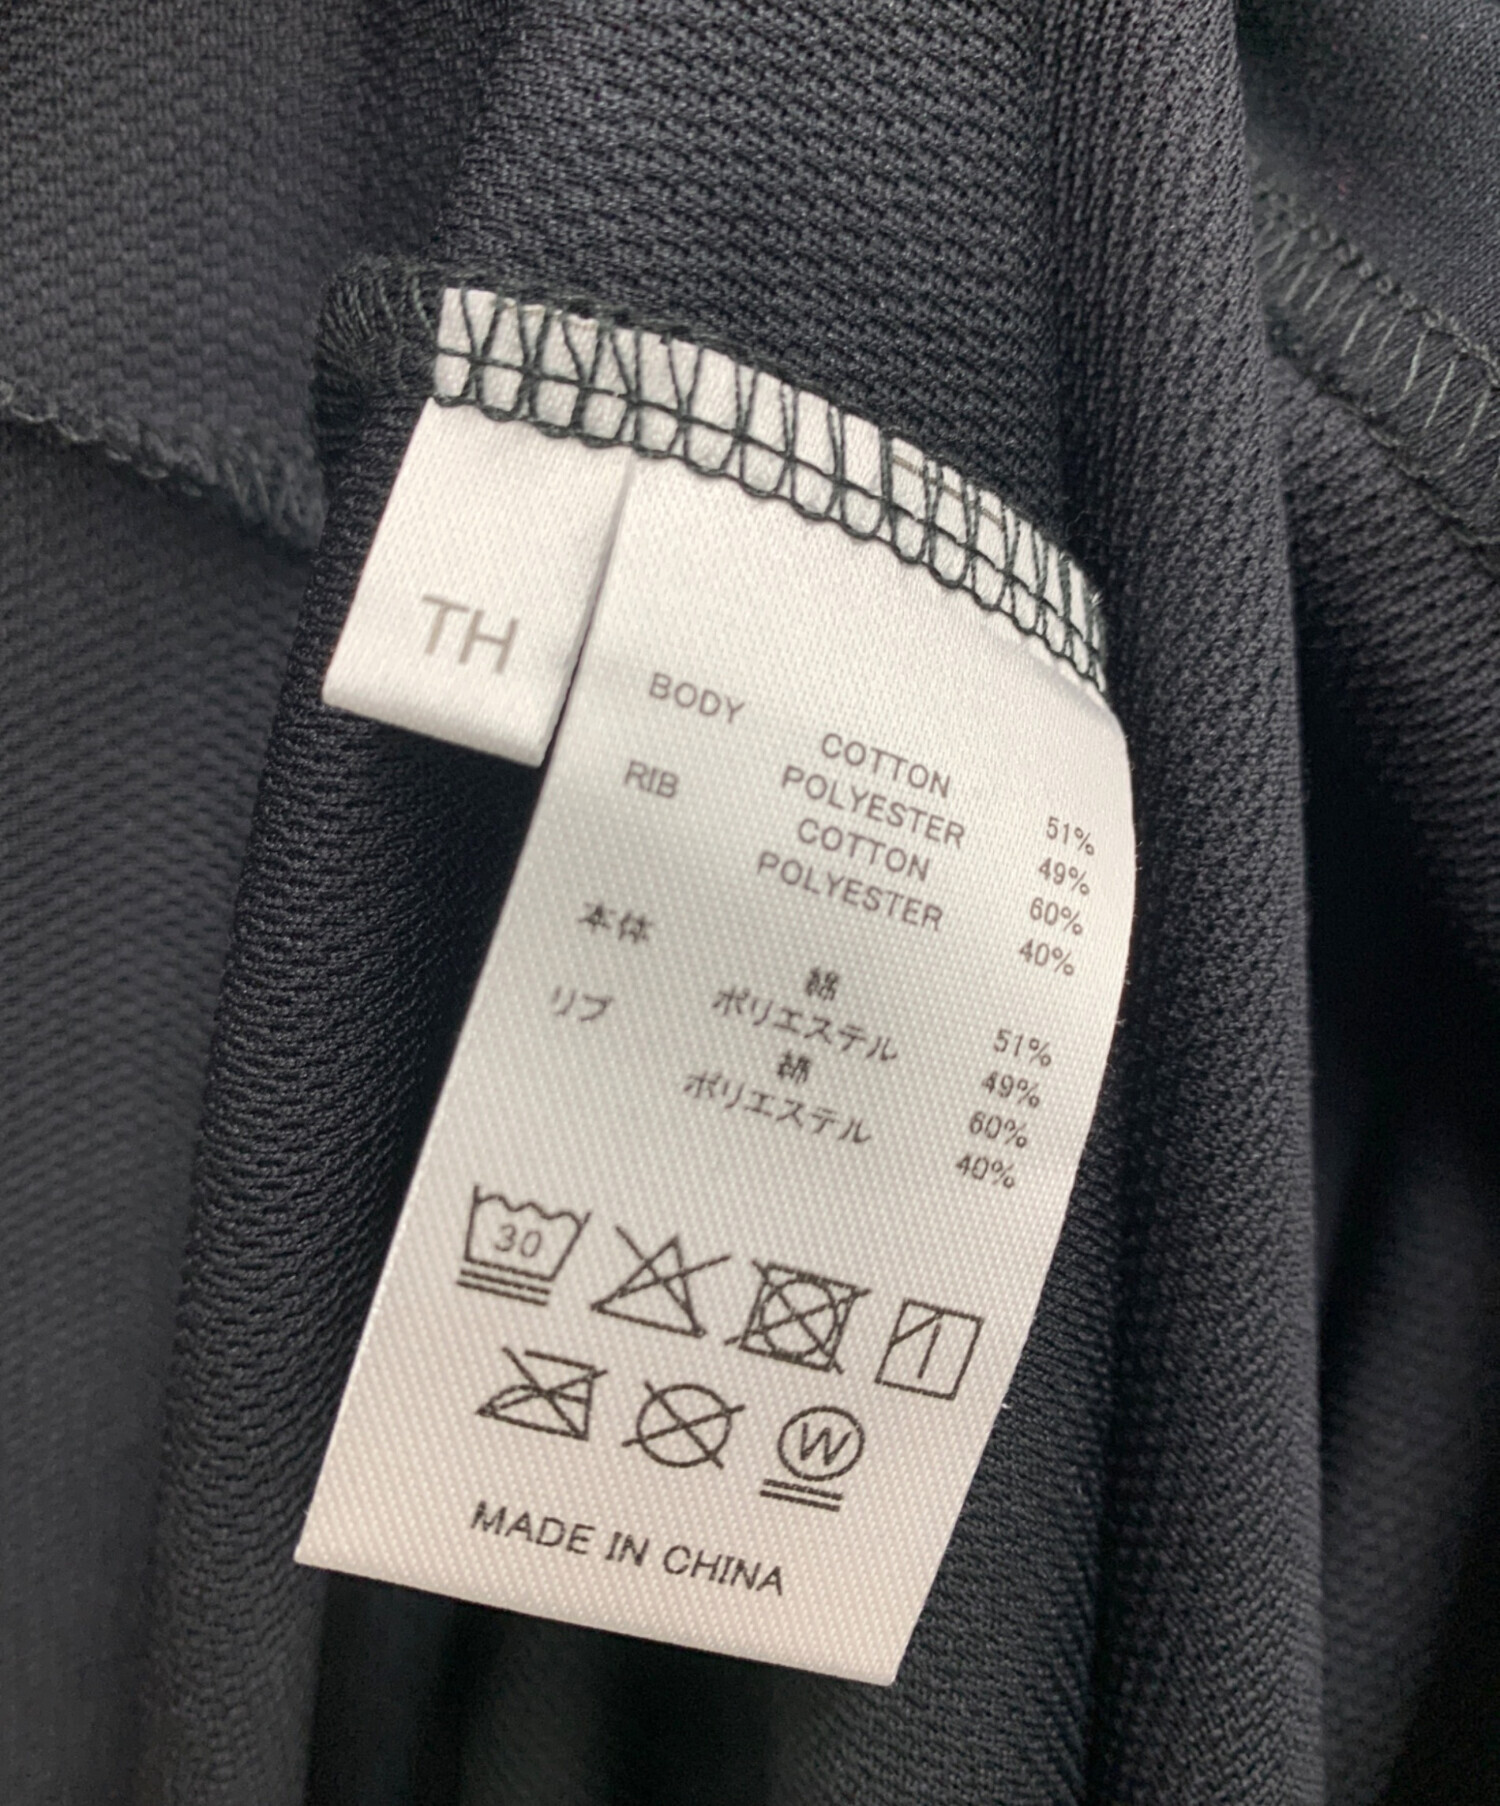 TH
BODY COTTON 51%
POLYESTER 49%
RIB COTTON 60%
POLYESTER 40%
本体 綿 51%
ポリエステル 49%
リブ 綿 60%
ポリエステル 40%
30
W
MADE IN CHINA